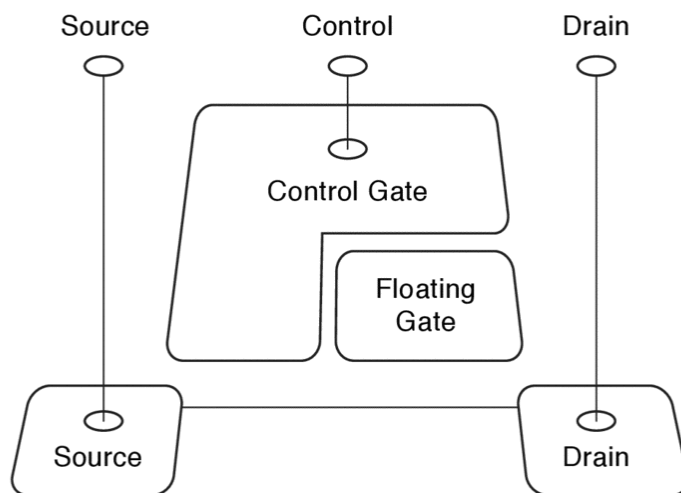 Source
Control
Drain
Control Gate
Floating
Gate
Source
Drain